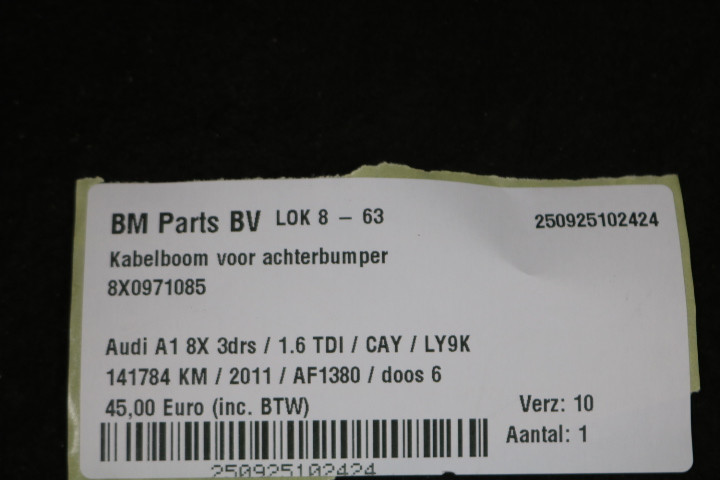 BM Parts BV LOK 8 - 63 250925102424
Kabelboom voor achterbumper
8X0971085
Audi A1 8X 3drs / 1.6 TDI / CAY / LY9K
141784 KM / 2011 / AF1380 / doos 6
45,00 Euro (inc. BTW) Verz: 10
Aantal: 1
250925102424